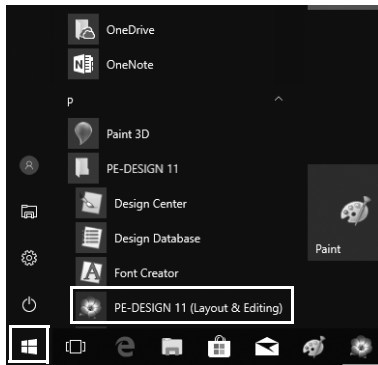 OneDrive
OneNote
P
Paint 3D
PE-DESIGN 11
Design Center
Design Database
Font Creator
PE-DESIGN 11 (Layout & Editing)
Paint